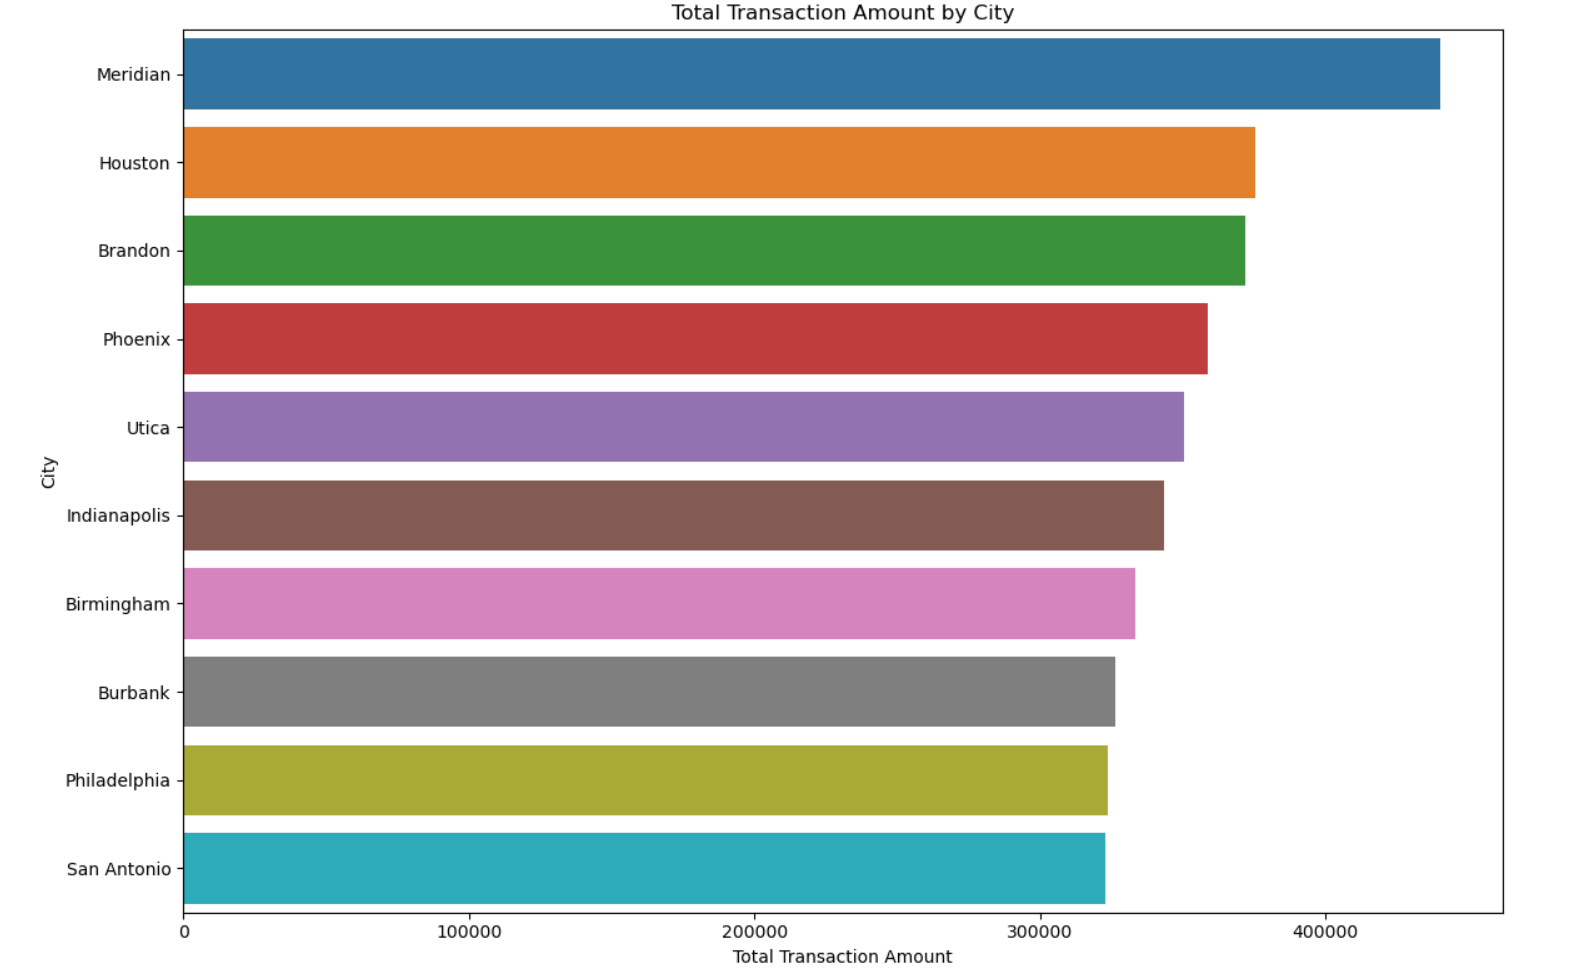 Total Transaction Amount by City
Meridian
Houston
Brandon
Phoenix
Utica
Indianapolis
Birmingham
Burbank
Philadelphia
San Antonio
City
0 100000 200000 300000 400000
Total Transaction Amount